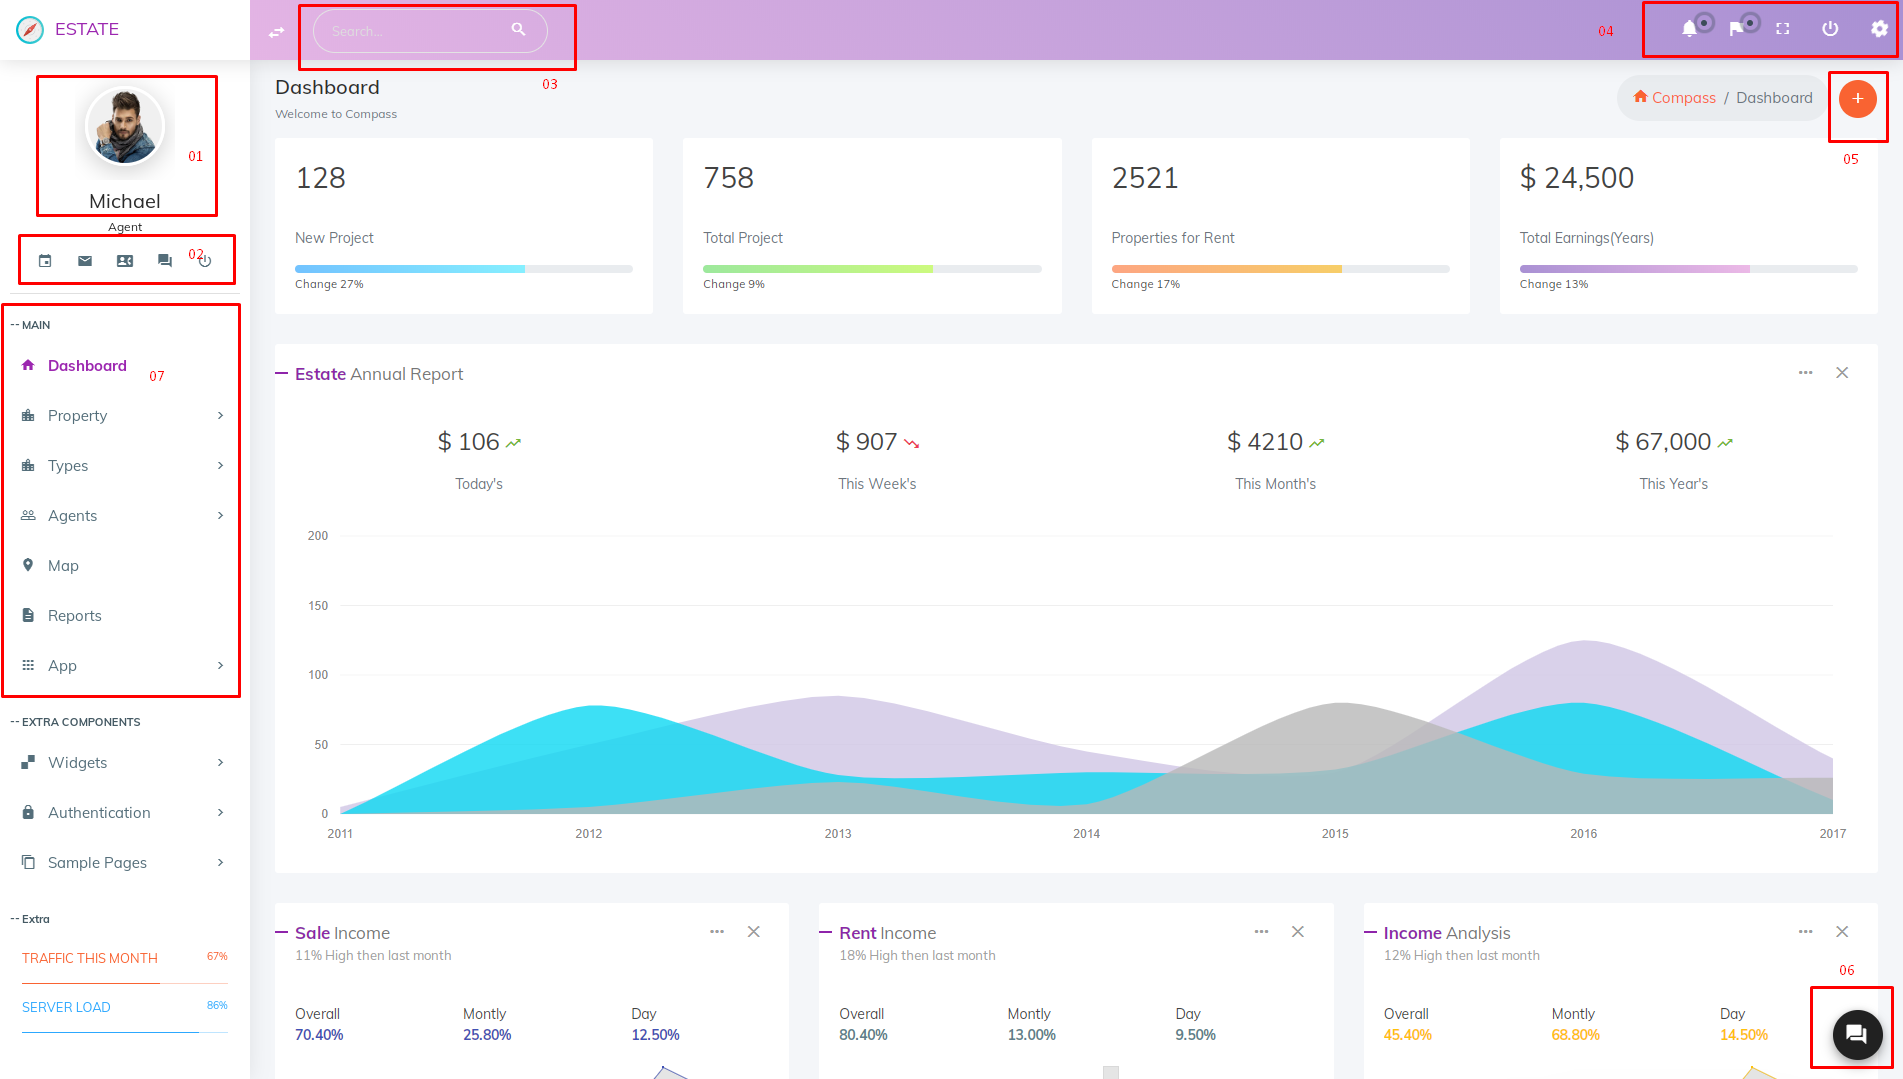 ESTATE
Search...
04
03
01
Michael
Agent
02
-- MAIN
Dashboard
07
Property
Types
Agents
Map
Reports
App
-- EXTRA COMPONENTS
Widgets
Authentication
Sample Pages
-- Extra
TRAFFIC THIS MONTH 67%
SERVER LOAD 86%
Dashboard
Welcome to Compass
Compass / Dashboard
+
05
128
New Project
Change 27%
758
Total Project
Change 9%
2521
Properties for Rent
Change 17%
$ 24,500
Total Earnings(Years)
Change 13%
Estate Annual Report
$ 106
Today's
$ 907
This Week's
$ 4210
This Month's
$ 67,000
This Year's
200
150
100
50
0
2011 2012 2013 2014 2015 2016 2017
Sale Income
11% High then last month
Overall Montly Day
70.40% 25.80% 12.50%
Rent Income
18% High then last month
Overall Montly Day
80.40% 13.00% 9.50%
Income Analysis
12% High then last month
Overall Montly Day
45.40% 68.80% 14.50%
06